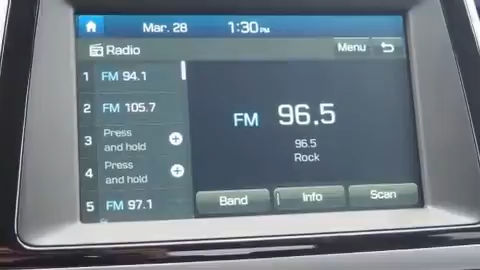 Mar. 28 1:30 PM
Radio Menu
1 FM 94.1
2 FM 105.7
3 Press and hold
4 Press and hold
5 FM 97.1
FM 96.5
96.5
Rock
Band Info Scan